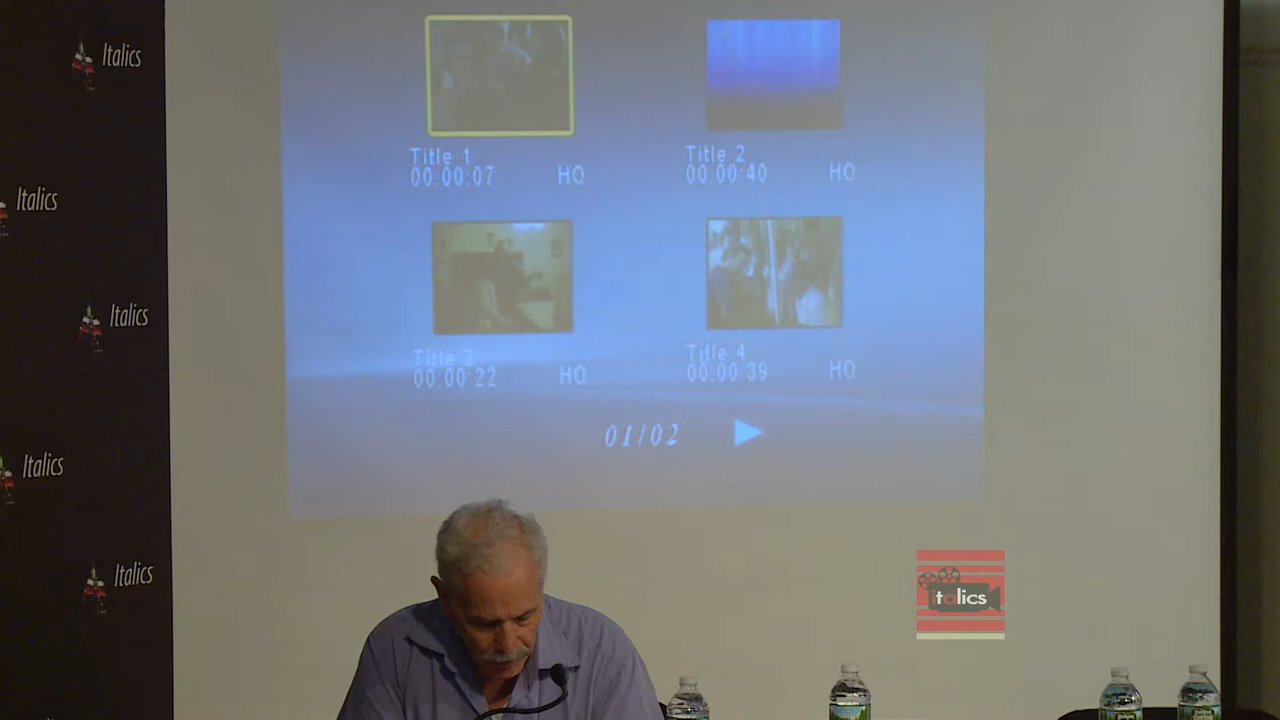 Italics
Italics
Italics
Italics
Italics
Title 1
00:00:07 HQ
Title 2
00:00:40 HQ
Title 3
00:00:22 HQ
Title 4
00:00:39 HQ
01/02
italics